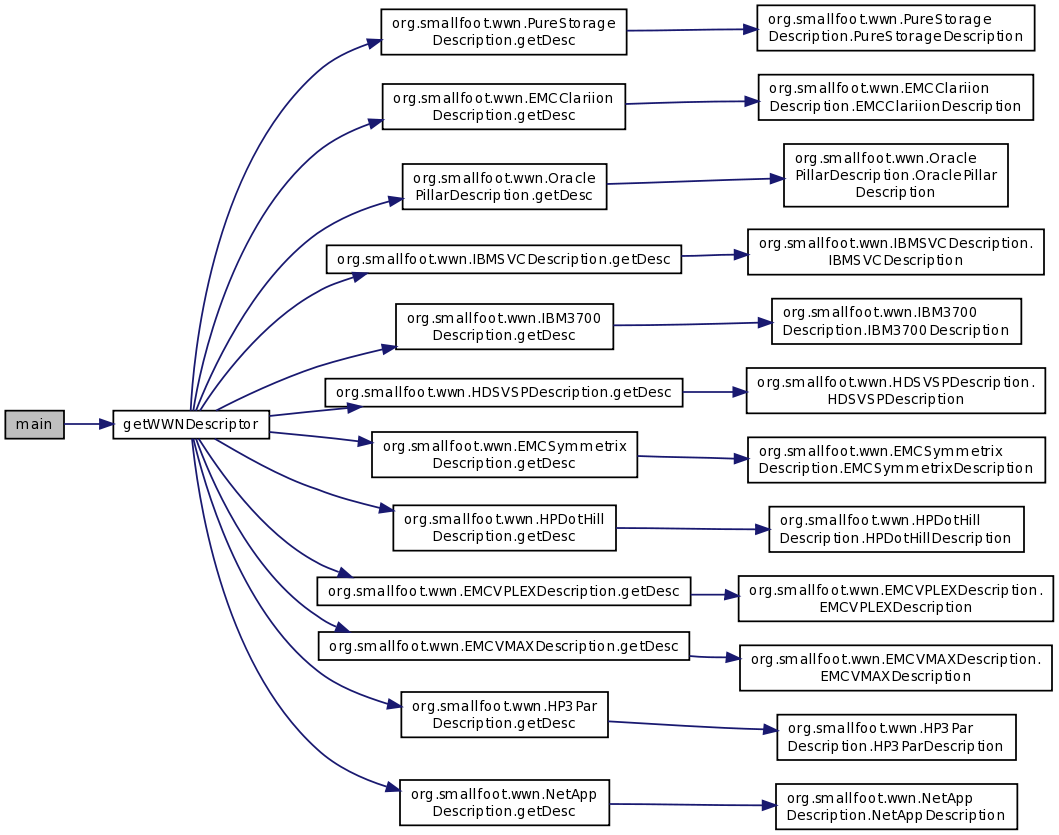 org.smallfoot.wwn.PureStorage
Description.getDesc
org.smallfoot.wwn.PureStorage
Description.PureStorageDescription
org.smallfoot.wwn.EMCClariion
Description.getDesc
org.smallfoot.wwn.EMCClariion
Description.EMCClariionDescription
org.smallfoot.wwn.Oracle
PillarDescription.getDesc
org.smallfoot.wwn.Oracle
PillarDescription.OraclePillar
Description
org.smallfoot.wwn.IBMSVCDescription.getDesc
org.smallfoot.wwn.IBMSVCDescription.
IBMSVCDescription
org.smallfoot.wwn.IBM3700
Description.getDesc
org.smallfoot.wwn.IBM3700
Description.IBM3700Description
org.smallfoot.wwn.HDSVSPDescription.getDesc
org.smallfoot.wwn.HDSVSPDescription.
HDSVSPDescription
main
getWWNDescriptor
org.smallfoot.wwn.EMCSymmetrix
Description.getDesc
org.smallfoot.wwn.EMCSymmetrix
Description.EMCSymmetrixDescription
org.smallfoot.wwn.HPDotHill
Description.getDesc
org.smallfoot.wwn.HPDotHill
Description.HPDotHillDescription
org.smallfoot.wwn.EMCVPLEXDescription.getDesc
org.smallfoot.wwn.EMCVPLEXDescription.
EMCVPLEXDescription
org.smallfoot.wwn.EMCVMAXDescription.getDesc
org.smallfoot.wwn.EMCVMAXDescription.
EMCVMAXDescription
org.smallfoot.wwn.HP3Par
Description.getDesc
org.smallfoot.wwn.HP3Par
Description.HP3ParDescription
org.smallfoot.wwn.NetApp
Description.getDesc
org.smallfoot.wwn.NetApp
Description.NetAppDescription